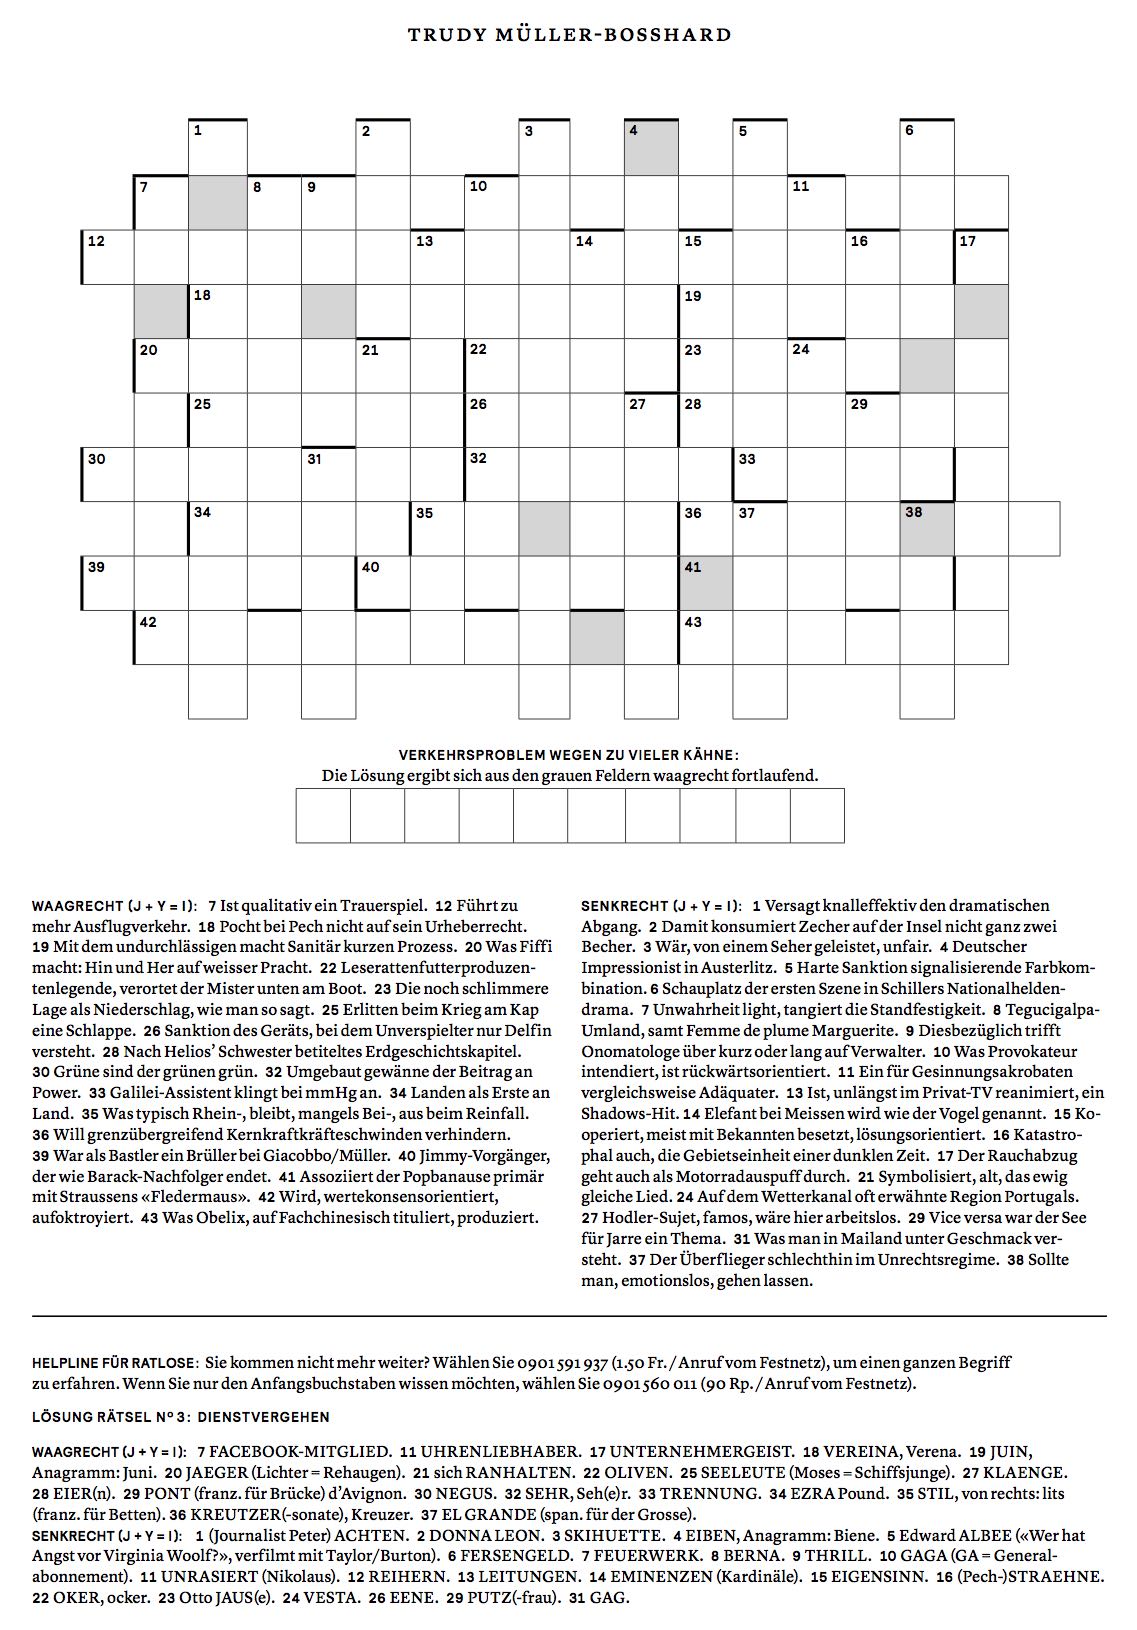 TRUDY MÜLLER-BOSSHARD
1 2 3 4 5 6
7 8 9 10 11
12 13 14 15 16 17
18 19
20 21 22 23 24
25 26 27 28 29
30 31 32 33
34 35 36 37 38
39 40 41
42 43
VERKEHRSPROBLEM WEGEN ZU VIELER KÄHNE:
Die Lösung ergibt sich aus den grauen Feldern waagrecht fortlaufend.
WAAGRECHT (J + Y = I): 7 Ist qualitativ ein Trauerspiel. 12 Führt zu
mehr Ausflugverkehr. 18 Pocht bei Pech nicht auf sein Urheberrecht.
19 Mit dem undurchlässigen macht Sanitär kurzen Prozess. 20 Was Fiffi
macht: Hin und Her auf weisser Pracht. 22 Leserattenfutterproduzen-
tenlegende, verortet der Mister unten am Boot. 23 Die noch schlimmere
Lage als Niederschlag, wie man so sagt. 25 Erlitten beim Krieg am Kap
eine Schlappe. 26 Sanktion des Geräts, bei dem Unverspielter nur Delfin
versteht. 28 Nach Helios’ Schwester betiteltes Erdgeschichtskapitel.
30 Grüne sind der grünen grün. 32 Umgebaut gewänne der Beitrag an
Power. 33 Galilei-Assistent klingt bei mmHg an. 34 Landen als Erste an
Land. 35 Was typisch Rhein-, bleibt, mangels Bei-, aus beim Reinfall.
36 Will grenzübergreifend Kernkraftkräfteschwinden verhindern.
39 War als Bastler ein Brüller bei Giacobbo/Müller. 40 Jimmy-Vorgänger,
der wie Barack-Nachfolger endet. 41 Assoziiert der Popbanause primär
mit Straussens «Fledermaus». 42 Wird, wertekonsensorientiert,
aufoktroyiert. 43 Was Obelix, auf Fachchinesisch tituliert, produziert.
SENKRECHT (J + Y = I): 1 Versagt knalleffektiv den dramatischen
Abgang. 2 Damit konsumiert Zecher auf der Insel nicht ganz zwei
Becher. 3 Wär, von einem Seher geleistet, unfair. 4 Deutscher
Impressionist in Austerlitz. 5 Harte Sanktion signalisierende Farbkom-
bination. 6 Schauplatz der ersten Szene in Schillers Nationalhelden-
drama. 7 Unwahrheit light, tangiert die Standfestigkeit. 8 Tegucigalpa-
Umland, samt Femme de plume Marguerite. 9 Diesbezüglich trifft
Onomatologe über kurz oder lang auf Verwalter. 10 Was Provokateur
intendiert, ist rückwärtsorientiert. 11 Ein für Gesinnungsakrobaten
vergleichsweise Adäquater. 13 Ist, unlängst im Privat-TV reanimiert, ein
Shadows-Hit. 14 Elefant bei Meissen wird wie der Vogel genannt. 15 Ko-
operiert, meist mit Bekannten besetzt, lösungsorientiert. 16 Katastro-
phal auch, die Gebietseinheit einer dunklen Zeit. 17 Der Rauchabzug
geht auch als Motorradauspuff durch. 21 Symbolisiert, alt, das ewig
gleiche Lied. 24 Auf dem Wetterkanal oft erwähnte Region Portugals.
27 Hodler-Sujet, famos, wäre hier arbeitslos. 29 Vice versa war der See
für Jarre ein Thema. 31 Was man in Mailand unter Geschmack ver-
steht. 37 Der Überflieger schlechthin im Unrechtsregime. 38 Sollte
man, emotionslos, gehen lassen.
HELPLINE FÜR RATLOSE: Sie kommen nicht mehr weiter? Wählen Sie 0901 591 937 (1.50 Fr. / Anruf vom Festnetz), um einen ganzen Begriff
zu erfahren. Wenn Sie nur den Anfangsbuchstaben wissen möchten, wählen Sie 0901 560 011 (90 Rp. / Anruf vom Festnetz).
LÖSUNG RÄTSEL Nº 3: DIENSTVERGEHEN
WAAGRECHT (J + Y = I): 7 FACEBOOK-MITGLIED. 11 UHRENLIEBHABER. 17 UNTERNEHMERGEIST. 18 VEREINA, Verena. 19 JUIN,
Anagramm: Juni. 20 JAEGER (Lichter = Rehaugen). 21 sich RANHALTEN. 22 OLIVEN. 25 SEELEUTE (Moses = Schiffsjunge). 27 KLAENGE.
28 EIER(n). 29 PONT (franz. für Brücke) d’Avignon. 30 NEGUS. 32 SEHR, Seh(e)r. 33 TRENNUNG. 34 EZRA Pound. 35 STIL, von rechts: lits
(franz. für Betten). 36 KREUTZER(-sonate), Kreuzer. 37 EL GRANDE (span. für der Grosse).
SENKRECHT (J + Y = I): 1 (Journalist Peter) ACHTEN. 2 DONNA LEON. 3 SKIHUETTE. 4 EIBEN, Anagramm: Biene. 5 Edward ALBEE («Wer hat
Angst vor Virginia Woolf?», verfilmt mit Taylor/Burton). 6 FERSENGELD. 7 FEUERWERK. 8 BERNA. 9 THRILL. 10 GAGA (GA = General-
abonnement). 11 UNRASIERT (Nikolaus). 12 REIHERN. 13 LEITUNGEN. 14 EMINENZEN (Kardinäle). 15 EIGENSINN. 16 (Pech-)STRAEHNE.
22 OKER, ocker. 23 Otto JAUS(e). 24 VESTA. 26 EENE. 29 PUTZ(-frau). 31 GAG.